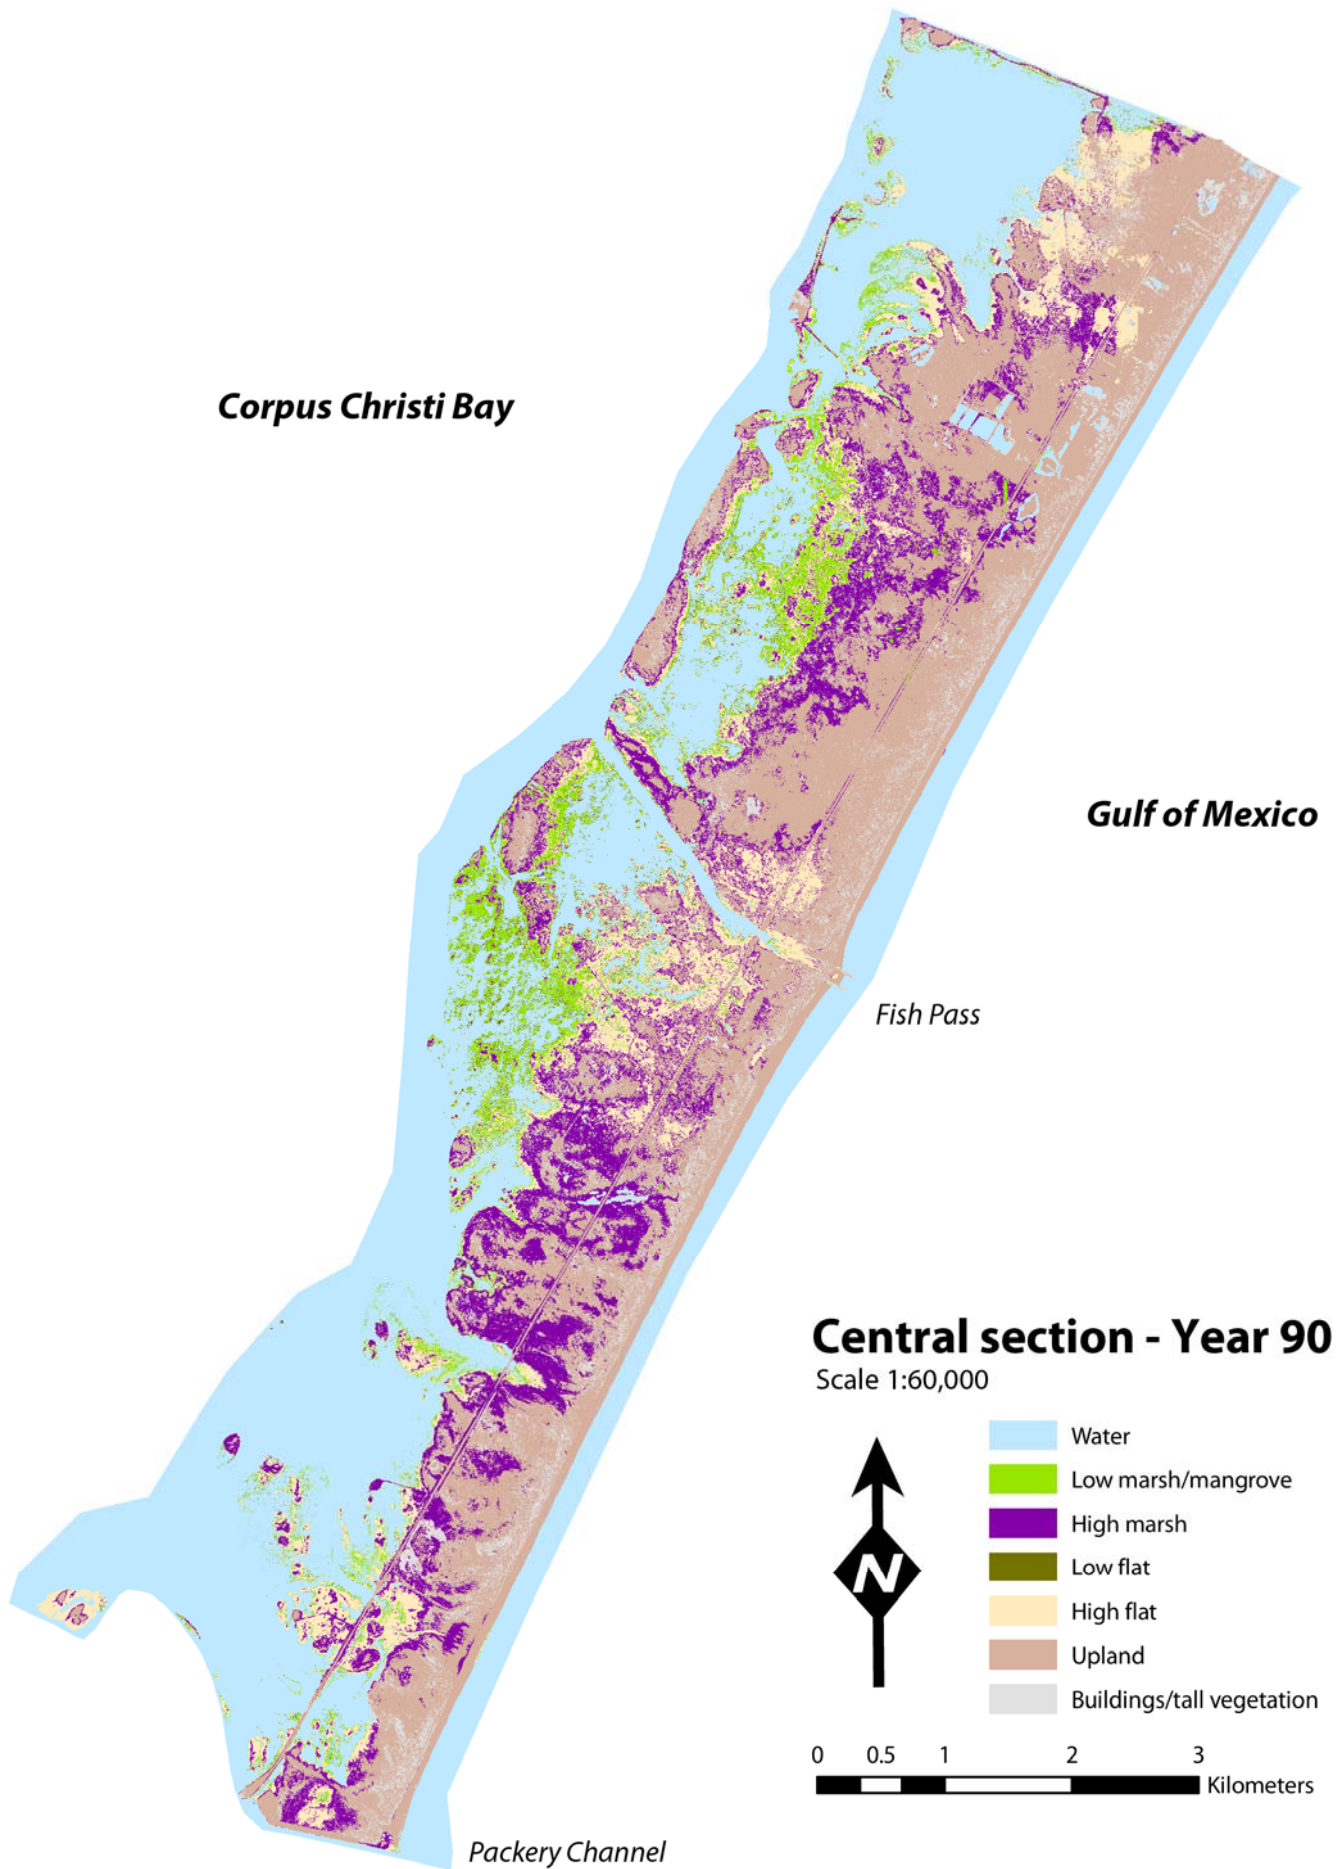 Corpus Christi Bay
Gulf of Mexico
Fish Pass
Central section - Year 90
Scale 1:60,000
N
Water
Low marsh/mangrove
High marsh
Low flat
High flat
Upland
Buildings/tall vegetation
0 0.5 1 2 3
Kilometers
Packery Channel